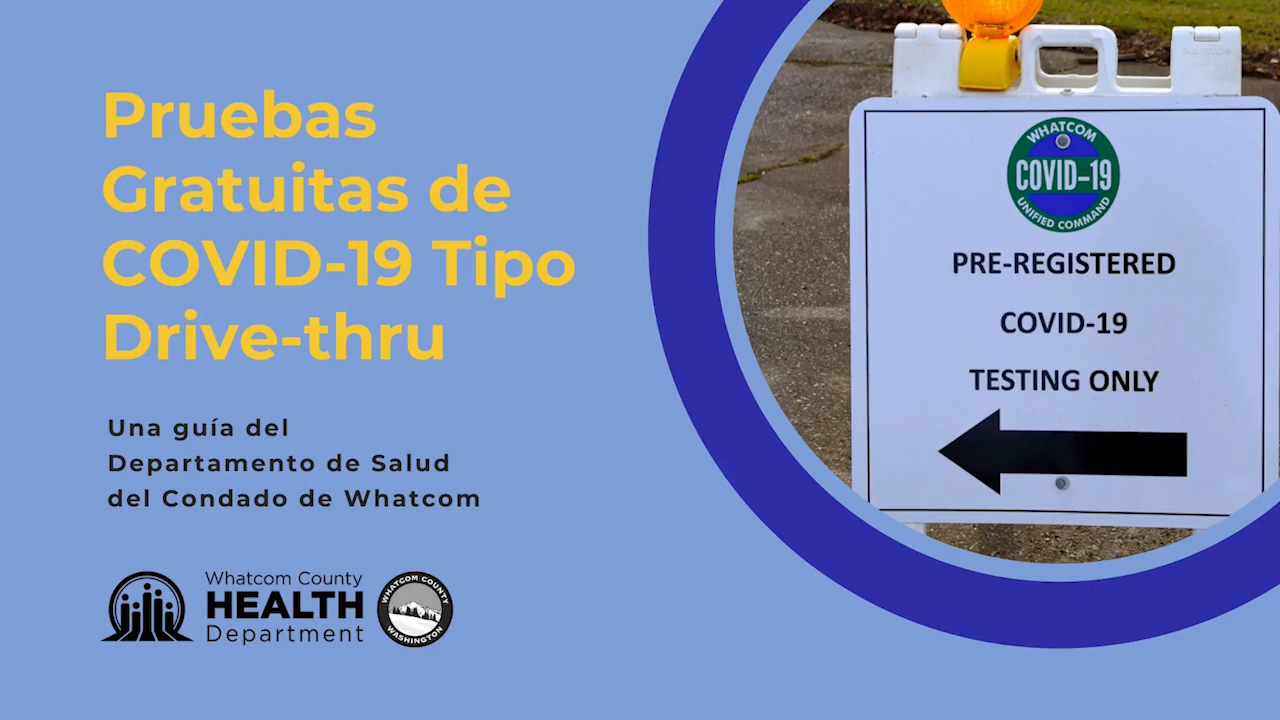 Pruebas
Gratuitas de
COVID-19 Tipo
Drive-thru
Una guía del
Departamento de Salud
del Condado de Whatcom
Whatcom County
HEALTH
Department
WHATCOM COUNTY
WASHINGTON
WHATCOM
COVID-19
UNIFIED COMMAND
PRE-REGISTERED
COVID-19
TESTING ONLY